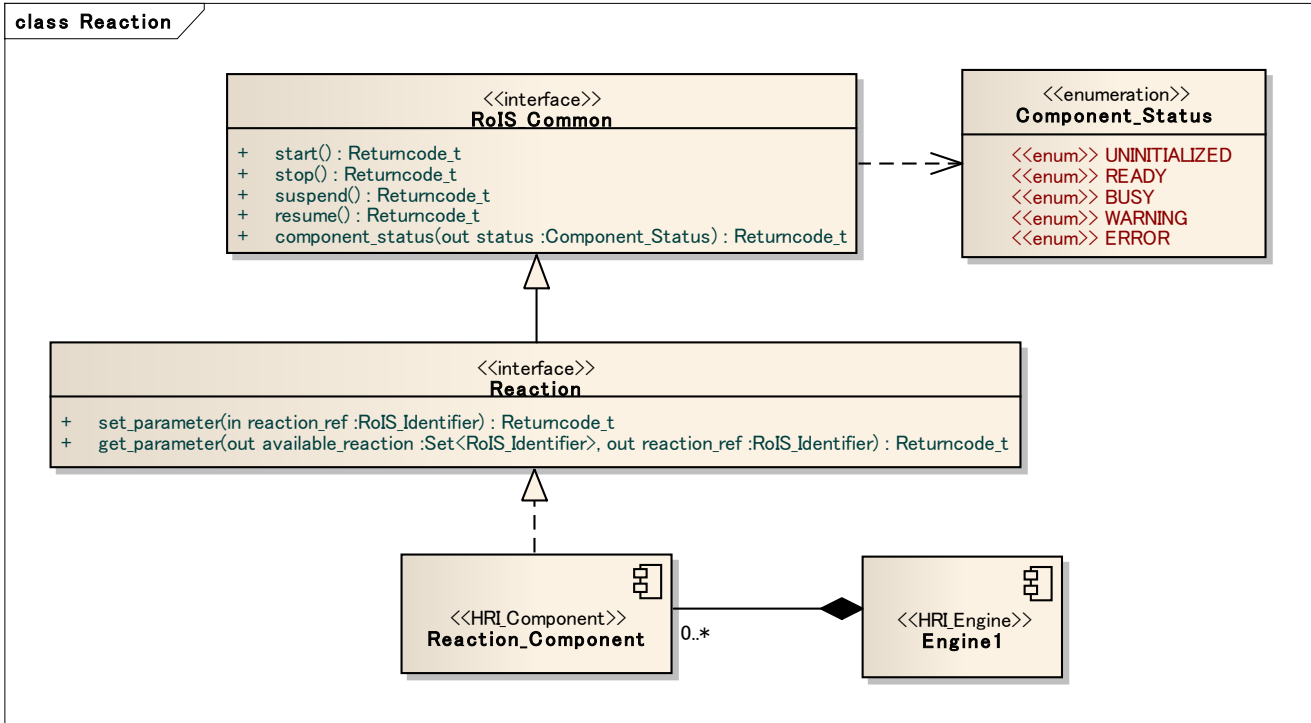 class Reaction
<<interface>>
RoIS_Common
+ start() : Returncode_t
+ stop() : Returncode_t
+ suspend() : Returncode_t
+ resume() : Returncode_t
+ component_status(out status :Component_Status) : Returncode_t
<<enumeration>>
Component_Status
<<enum>> UNINITIALIZED
<<enum>> READY
<<enum>> BUSY
<<enum>> WARNING
<<enum>> ERROR
<<interface>>
Reaction
+ set_parameter(in reaction_ref :RoIS_Identifier) : Returncode_t
+ get_parameter(out available_reaction :Set<RoIS_Identifier>, out reaction_ref :RoIS_Identifier) : Returncode_t
<<HRI_Component>>
Reaction_Component
0..*
<<HRI_Engine>>
Engine1